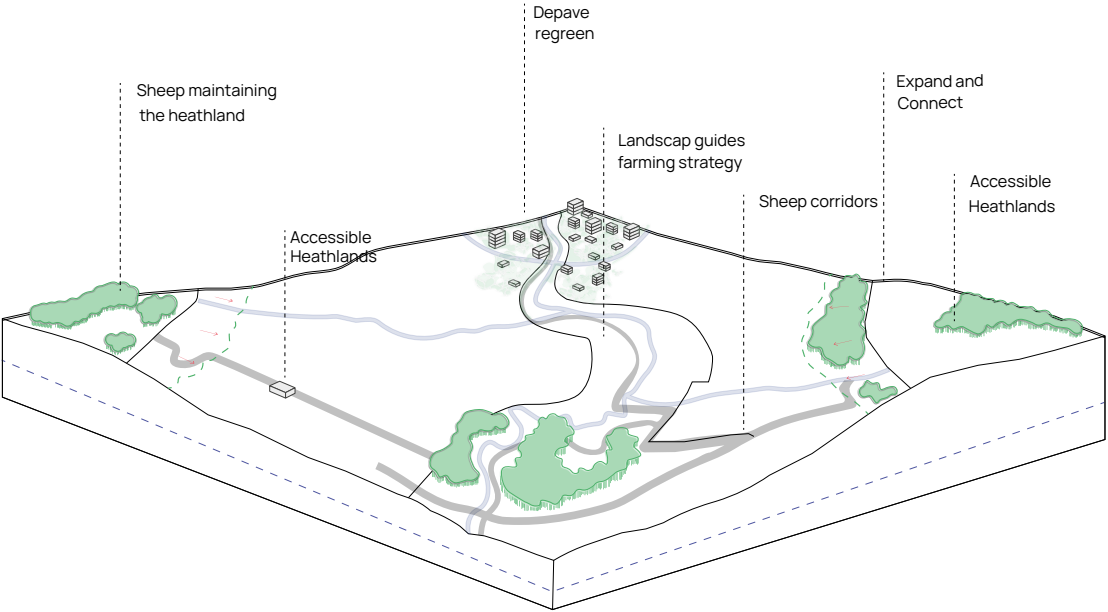 Depave
regreen
Sheep maintaining
the heathland
Expand and
Connect
Landscap guides
farming strategy
Accessible
Heathlands
Sheep corridors
Accessible
Heathlands